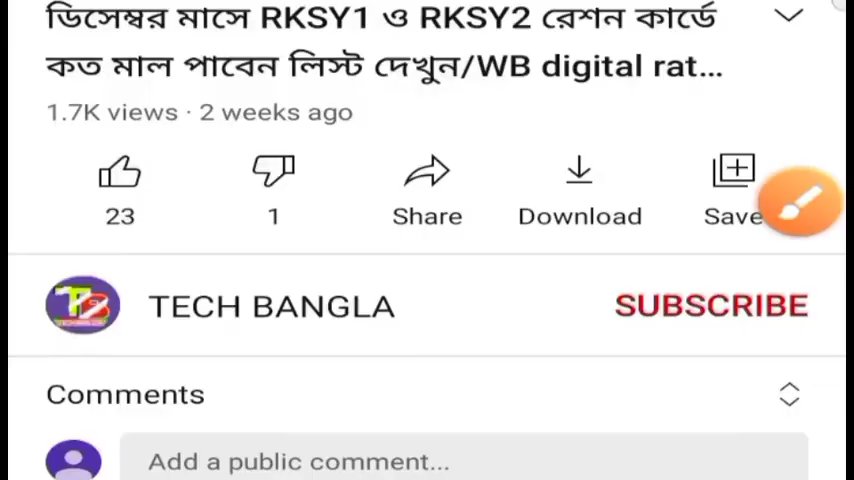 ডিসেম্বর মাসে RKSY1 ও RKSY2 রেশন কার্ডে
কত মাল পাবেন লিস্ট দেখুন/WB digital rat...
1.7K views · 2 weeks ago
23
1
Share
Download
Save
TB
TECH BANGLA
SUBSCRIBE
Comments
Add a public comment...